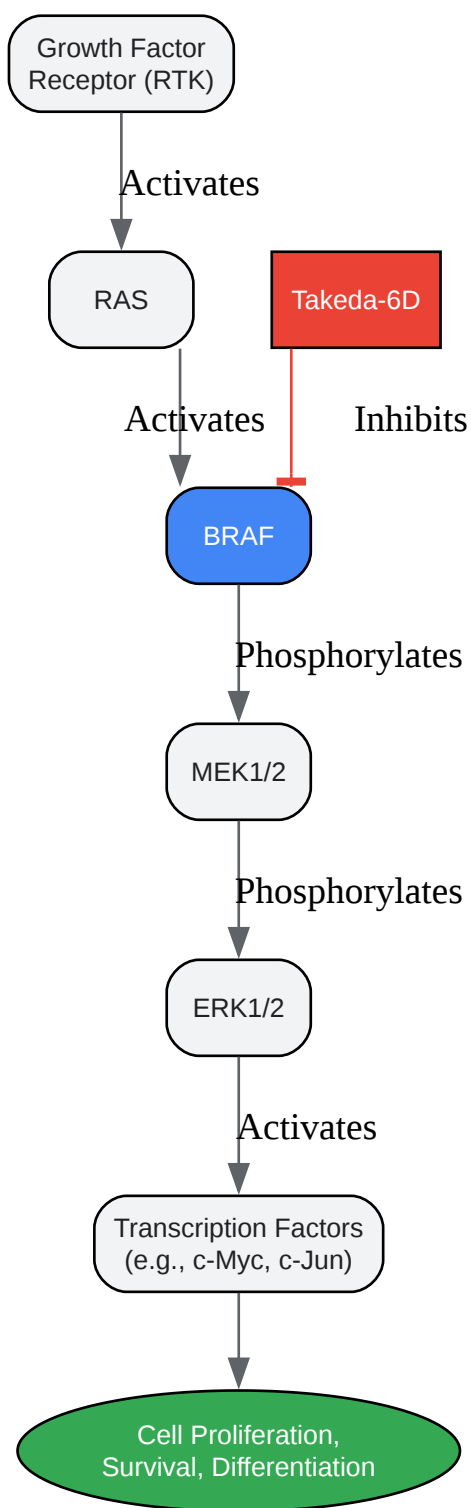 Growth Factor
Receptor (RTK)
Activates
RAS
Takeda-6D
Activates
Inhibits
BRAF
Phosphorylates
MEK1/2
Phosphorylates
ERK1/2
Activates
Transcription Factors
(e.g., c-Myc, c-Jun)
Cell Proliferation,
Survival, Differentiation